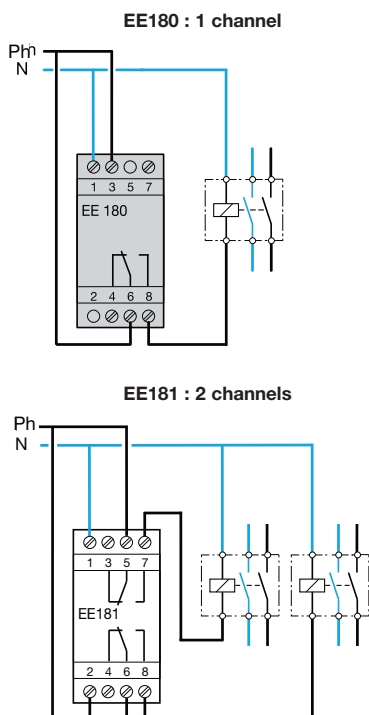 EE180 : 1 channel
Ph
N
1 3 5 7
EE 180
2 4 6 8
EE181 : 2 channels
Ph
N
1 3 5 7
EE181
2 4 6 8